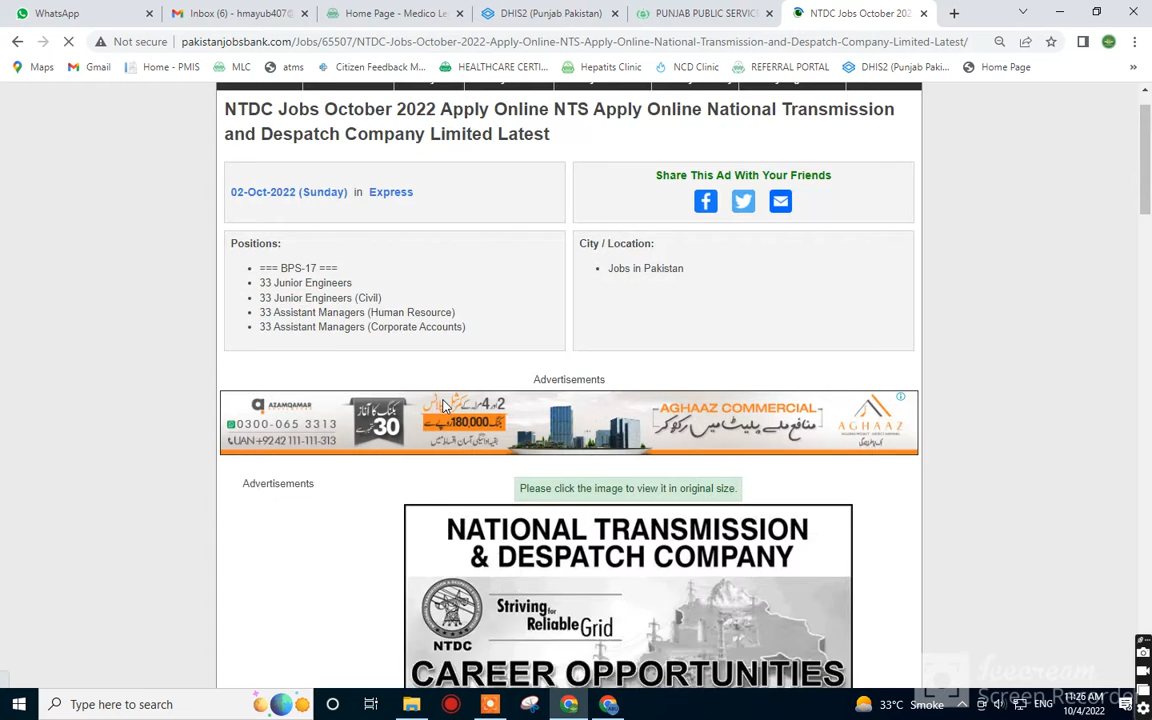 WhatsApp
Inbox (6) - hmayub407@
Home Page - Medico Le
DHIS2 (Punjab Pakistan)
PUNJAB PUBLIC SERVICE
NTDC Jobs October 202
Not secure
pakistanjobsbank.com/Jobs/65507/NTDC-Jobs-October-2022-Apply-Online-NTS-Apply-Online-National-Transmission-and-Despatch-Company-Limited-Latest/
Maps
Gmail
Home - PMIS
MLC
atms
Citizen Feedback M...
HEALTHCARE CERTI...
Hepatits Clinic
NCD Clinic
REFERRAL PORTAL
DHIS2 (Punjab Paki...
Home Page
NTDC Jobs October 2022 Apply Online NTS Apply Online National Transmission
and Despatch Company Limited Latest
02-Oct-2022 (Sunday) in Express
Share This Ad With Your Friends
Positions:
=== BPS-17 ===
33 Junior Engineers
33 Junior Engineers (Civil)
33 Assistant Managers (Human Resource)
33 Assistant Managers (Corporate Accounts)
City / Location:
Jobs in Pakistan
Advertisements
AZAMQAMAR
0300-065 3313
UAN +9242 111-111-313
30
180,000
AGHAAZ COMMERCIAL
AGHAAZ
Advertisements
Please click the image to view it in original size.
NATIONAL TRANSMISSION
& DESPATCH COMPANY
Striving for
Reliable Grid
NTDC
CAREER OPPORTUNITIES
Icecream
Screen Recorder
Type here to search
33°C Smoke
ENG
11:26 AM
10/4/2022